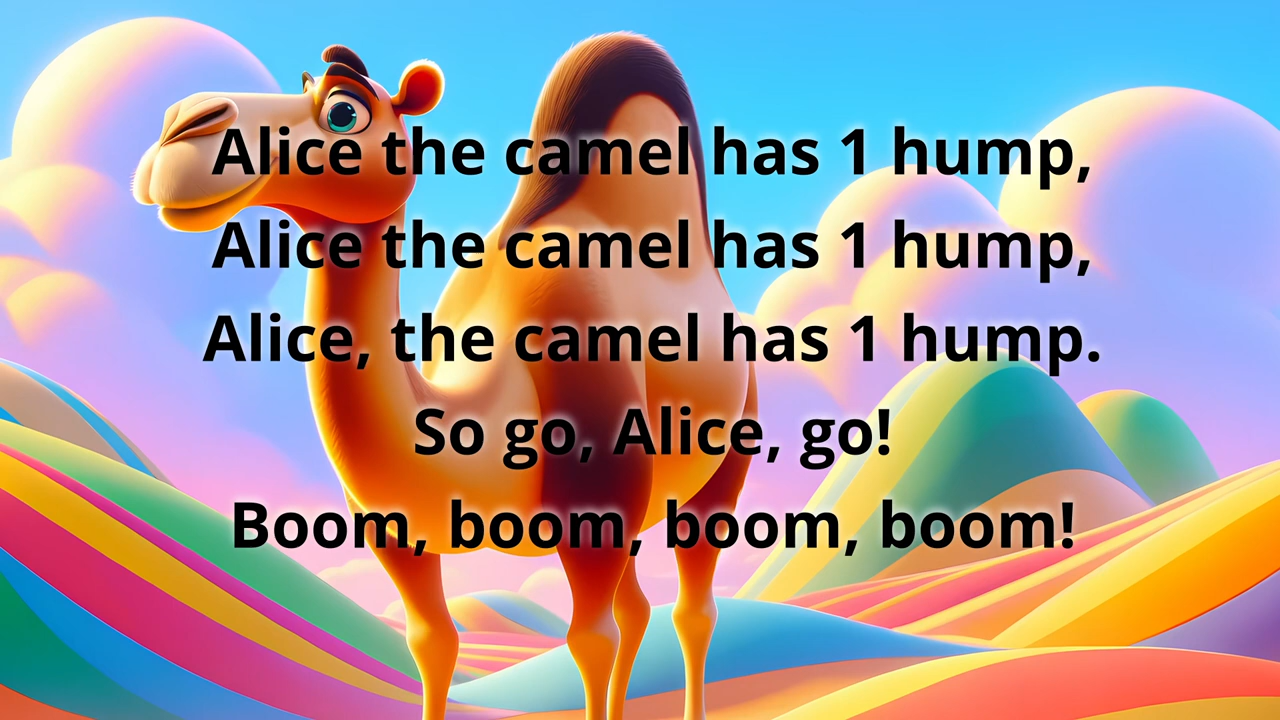 Alice the camel has 1 hump,
Alice the camel has 1 hump,
Alice, the camel has 1 hump.
So go, Alice, go!
Boom, boom, boom, boom!